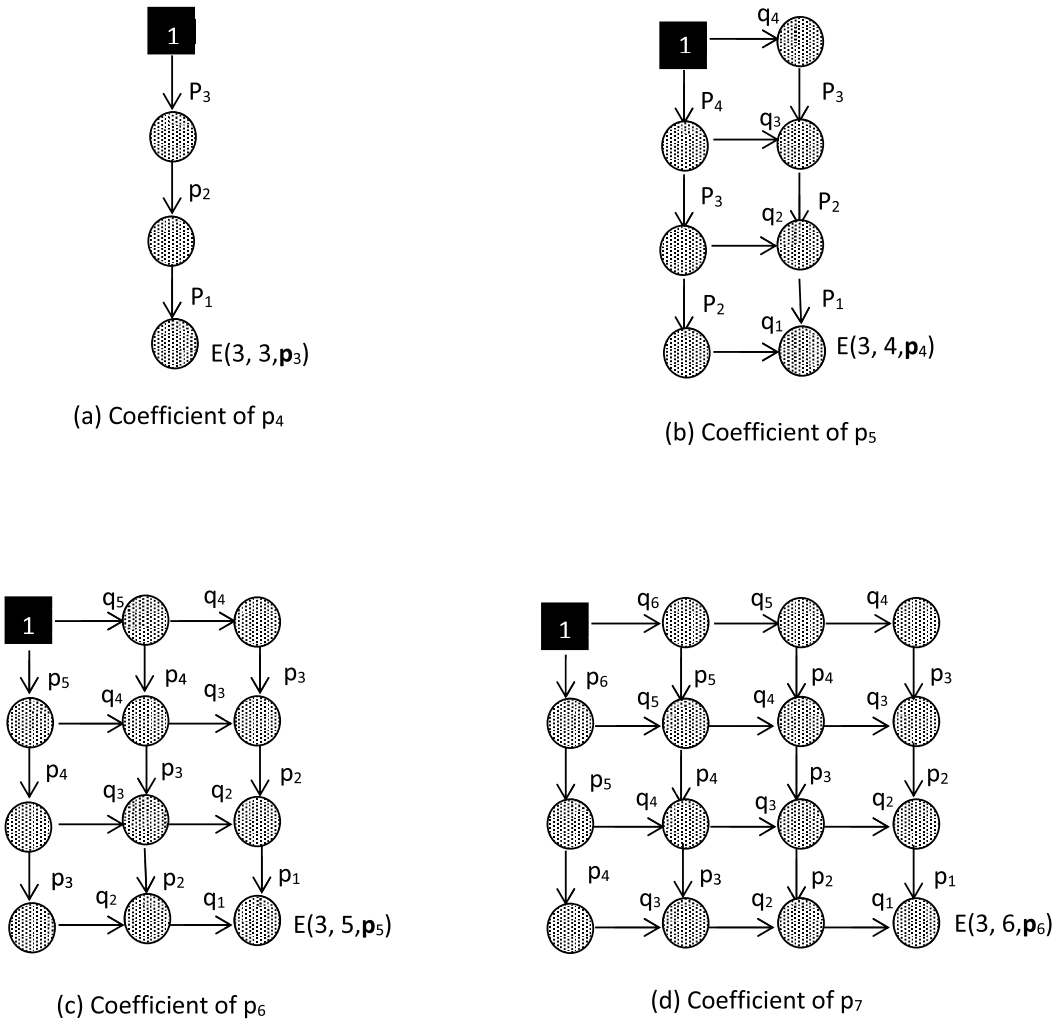 1
P₃
p₂
P₁
E(3, 3,p₃)
(a) Coefficient of p₄
1 q₄
P₄ P₃
q₃
P₃ P₂
q₂
P₂ P₁
q₁
E(3, 4,p₄)
(b) Coefficient of p₅
1 q₅ q₄
p₅ p₄ p₃
q₄ q₃
p₄ p₃ p₂
q₃ q₂
p₃ p₂ p₁
q₂ q₁
E(3, 5,p₅)
(c) Coefficient of p₆
1 q₆ q₅ q₄
p₆ p₅ p₄ p₃
q₅ q₄ q₃
p₅ p₄ p₃ p₂
q₄ q₃ q₂
p₄ p₃ p₂ p₁
q₃ q₂ q₁
E(3, 6,p₆)
(d) Coefficient of p₇